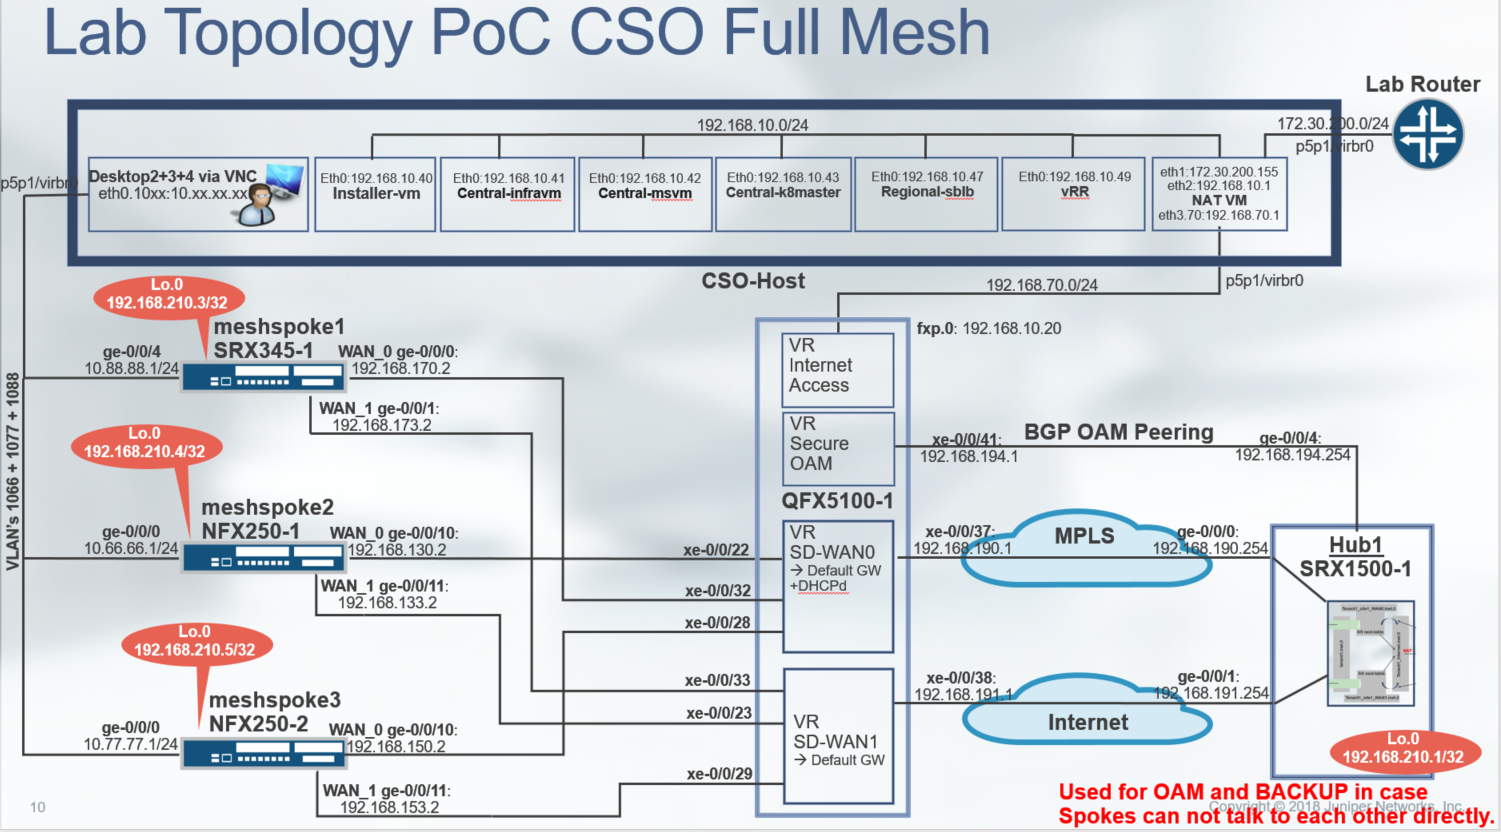 Lab Topology PoC CSO Full Mesh
Lab Router
192.168.10.0/24
172.30.200.0/24
p5p1/virbr0
p5p1/virbr0
Desktop2+3+4 via VNC
eth0.10xx:10.xx.xx.xx
Eth0:192.168.10.40
Installer-vm
Eth0:192.168.10.41
Central-infravm
Eth0:192.168.10.42
Central-msvm
Eth0:192.168.10.43
Central-k8master
Eth0:192.168.10.47
Regional-sblb
Eth0:192.168.10.49
vRR
eth1:172.30.200.155
eth2:192.168.10.1
NAT VM
eth3.70:192.168.70.1
CSO-Host
192.168.70.0/24
p5p1/virbr0
fxp.0: 192.168.10.20
VLAN's 1066 + 1077 + 1088
Lo.0
192.168.210.3/32
meshspoke1
SRX345-1
ge-0/0/4
10.88.88.1/24
WAN_0 ge-0/0/0:
192.168.170.2
WAN_1 ge-0/0/1:
192.168.173.2
Lo.0
192.168.210.4/32
meshspoke2
NFX250-1
ge-0/0/0
10.66.66.1/24
WAN_0 ge-0/0/10:
192.168.130.2
WAN_1 ge-0/0/11:
192.168.133.2
Lo.0
192.168.210.5/32
meshspoke3
NFX250-2
ge-0/0/0
10.77.77.1/24
WAN_0 ge-0/0/10:
192.168.150.2
WAN_1 ge-0/0/11:
192.168.153.2
xe-0/0/22
xe-0/0/32
xe-0/0/28
xe-0/0/33
xe-0/0/23
xe-0/0/29
VR
Internet
Access
VR
Secure
OAM
QFX5100-1
VR
SD-WAN0
→ Default GW
+DHCPd
VR
SD-WAN1
→ Default GW
xe-0/0/41:
192.168.194.1
BGP OAM Peering
ge-0/0/4:
192.168.194.254
xe-0/0/37:
192.168.190.1
MPLS
ge-0/0/0:
192.168.190.254
xe-0/0/38:
192.168.191.1
Internet
ge-0/0/1:
192.168.191.254
Hub1
SRX1500-1
Lo.0
192.168.210.1/32
Used for OAM and BACKUP in case
Spokes can not talk to each other directly.
10
Copyright © 2018 Juniper Networks, Inc.